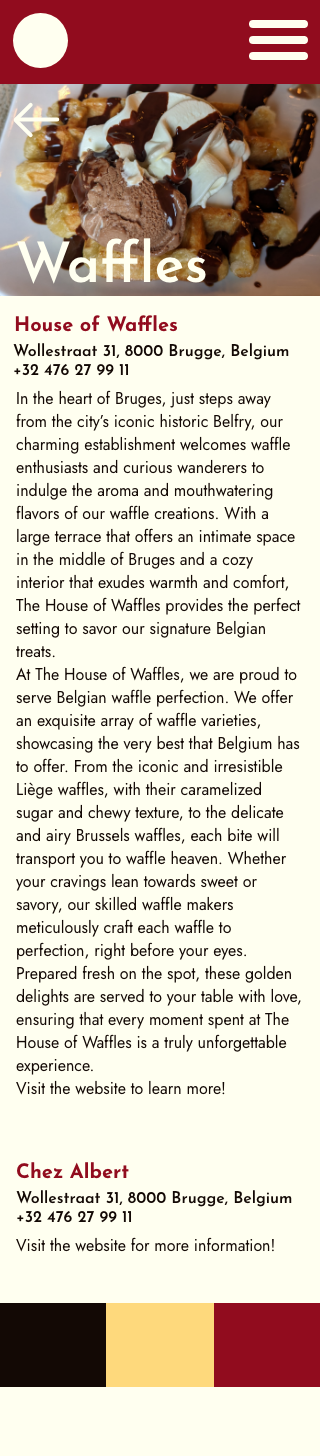 Waffles
House of Waffles
Wollestraat 31, 8000 Brugge, Belgium
+32 476 27 99 11
In the heart of Bruges, just steps away
from the city’s iconic historic Belfry, our
charming establishment welcomes waffle
enthusiasts and curious wanderers to
indulge the aroma and mouthwatering
flavors of our waffle creations. With a
large terrace that offers an intimate space
in the middle of Bruges and a cozy
interior that exudes warmth and comfort,
The House of Waffles provides the perfect
setting to savor our signature Belgian
treats.
At The House of Waffles, we are proud to
serve Belgian waffle perfection. We offer
an exquisite array of waffle varieties,
showcasing the very best that Belgium has
to offer. From the iconic and irresistible
Liège waffles, with their caramelized
sugar and chewy texture, to the delicate
and airy Brussels waffles, each bite will
transport you to waffle heaven. Whether
your cravings lean towards sweet or
savory, our skilled waffle makers
meticulously craft each waffle to
perfection, right before your eyes.
Prepared fresh on the spot, these golden
delights are served to your table with love,
ensuring that every moment spent at The
House of Waffles is a truly unforgettable
experience.
Visit the website to learn more!
Chez Albert
Wollestraat 31, 8000 Brugge, Belgium
+32 476 27 99 11
Visit the website for more information!